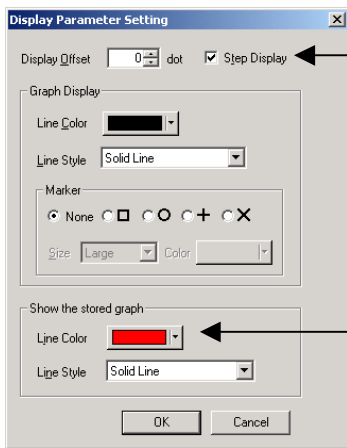 Display Parameter Setting
Display Offset 0 dot Step Display
Graph Display
Line Color
Line Style Solid Line
Marker
None
Size Large Color
Show the stored graph
Line Color
Line Style Solid Line
OK Cancel